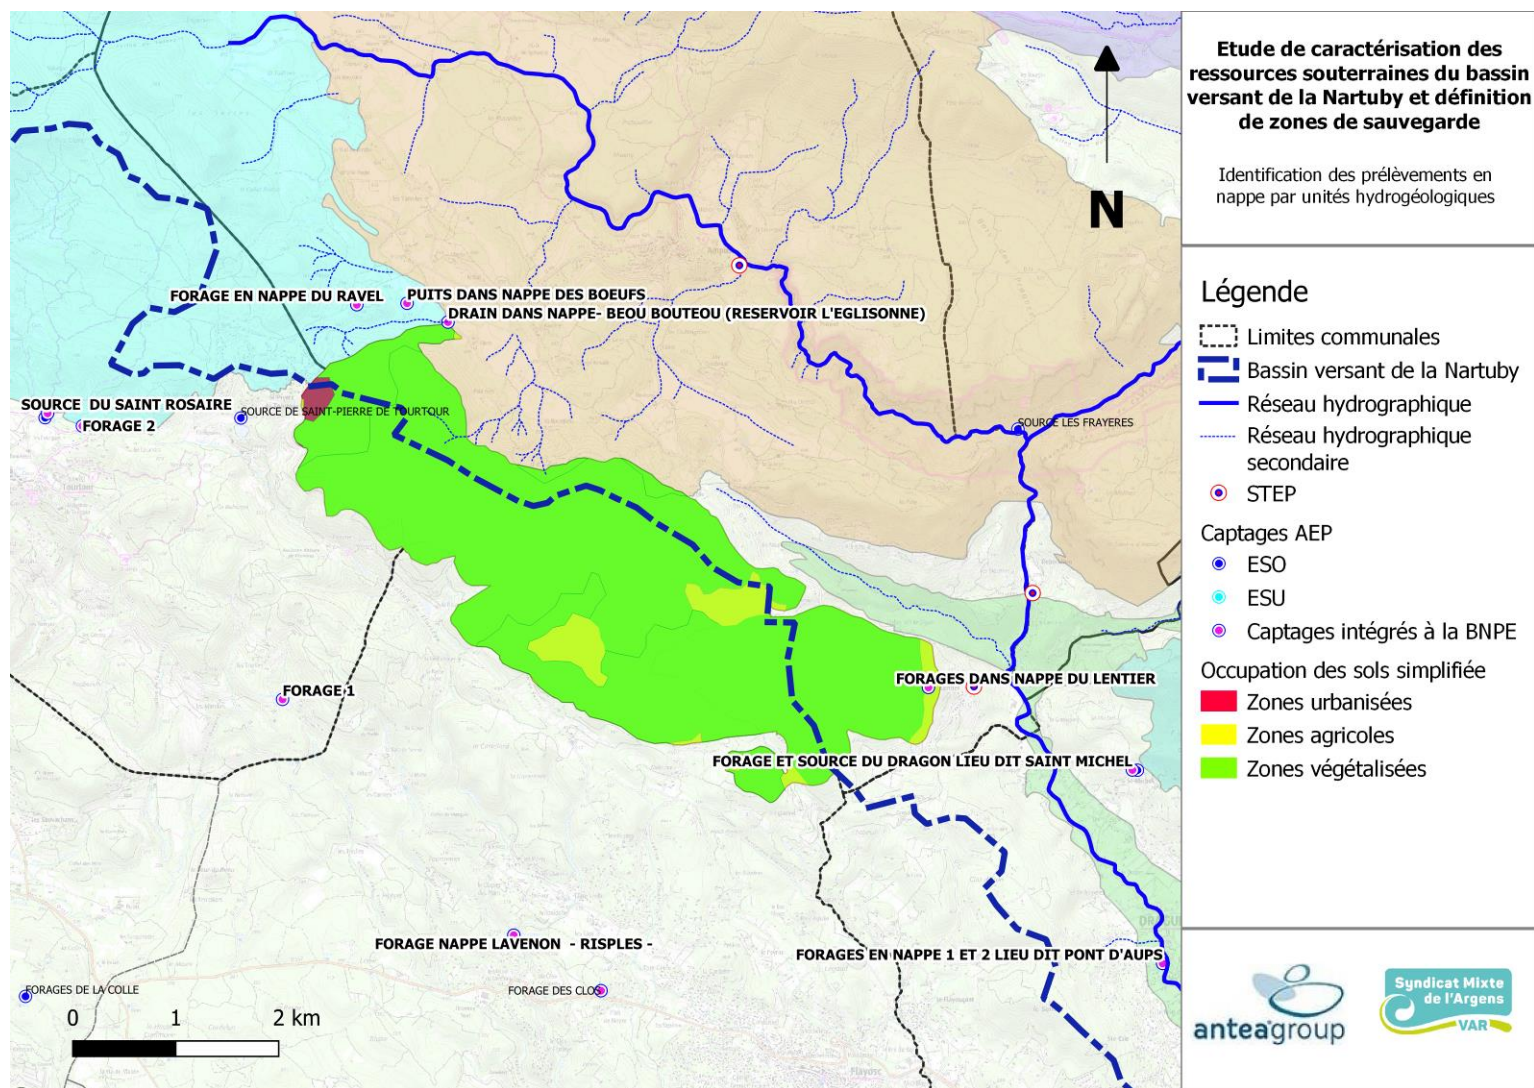 Etude de caractérisation des
ressources souterraines du bassin
versant de la Nartuby et définition
de zones de sauvegarde
Identification des prélèvements en
nappe par unités hydrogéologiques
N
FORAGE EN NAPPE DU RAVEL
PUITS DANS NAPPE DES BOEUFS
DRAIN DANS NAPPE- BEOU BOUTEOU (RESERVOIR L'EGLISONNE)
SOURCE DU SAINT ROSAIRE
SOURCE DE SAINT-PIERRE DE TOURTOUR
FORAGE 2
SOURCE LES FRAYERES
FORAGE 1
FORAGES DANS NAPPE DU LENTIER
FORAGE ET SOURCE DU DRAGON LIEU DIT SAINT MICHEL
FORAGE NAPPE LAVENON - RISPLES -
FORAGES EN NAPPE 1 ET 2 LIEU DIT PONT D'AUPS
FORAGES DE LA COLLE
FORAGE DES CLOS
0 1 2 km
Légende
Limites communales
Bassin versant de la Nartuby
Réseau hydrographique
Réseau hydrographique
secondaire
STEP
Captages AEP
ESO
ESU
Captages intégrés à la BNPE
Occupation des sols simplifiée
Zones urbanisées
Zones agricoles
Zones végétalisées
anteagroup
Syndicat Mixte
de l'Argens
VAR